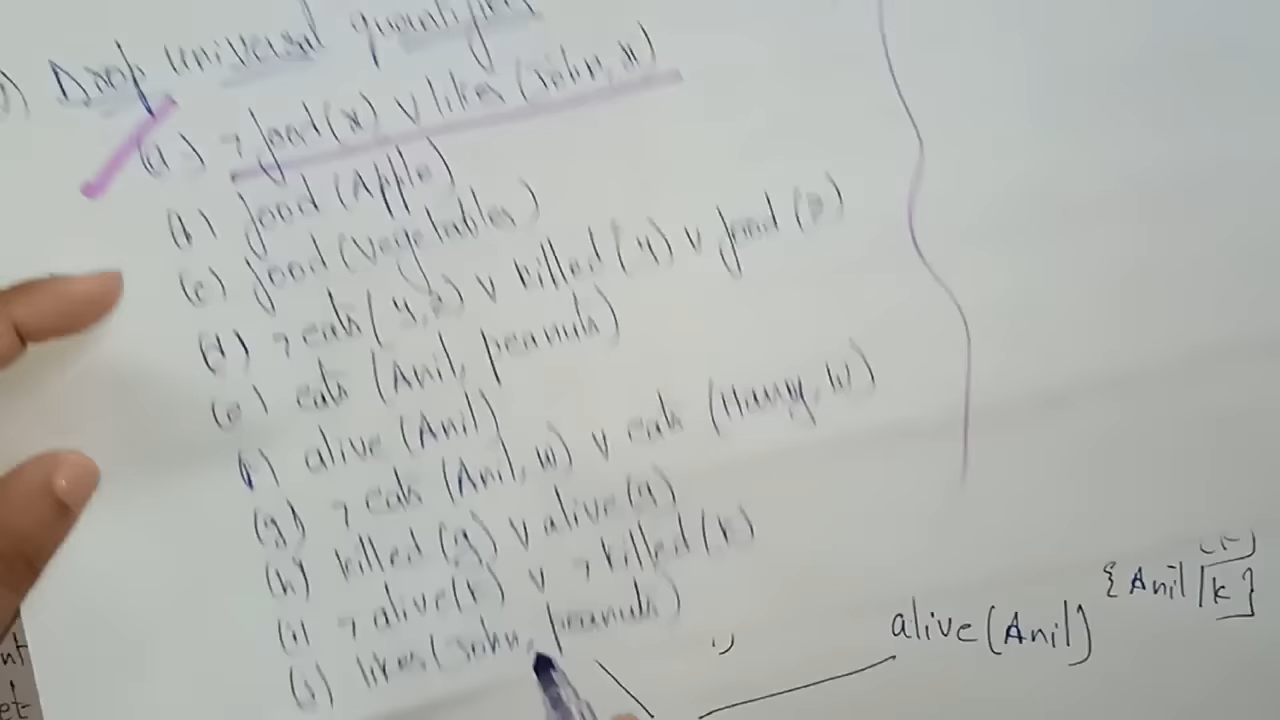 Drop universal quantifiers
(a) ¬ food(x) ∨ likes (John, x)
(b) food (Apple)
(c) food (vegetables)
(d) ¬ eats (y, z) ∨ killed (y) ∨ food (z)
(e) eats (Anil, peanuts)
(f) alive (Anil)
(g) ¬ eats (Anil, w) ∨ eats (Harry, w)
(h) killed (g) ∨ alive (g)
(i) ¬ alive (k) ∨ ¬ killed (k)
(j) likes (John, peanuts)
{Anil / k}
alive (Anil)